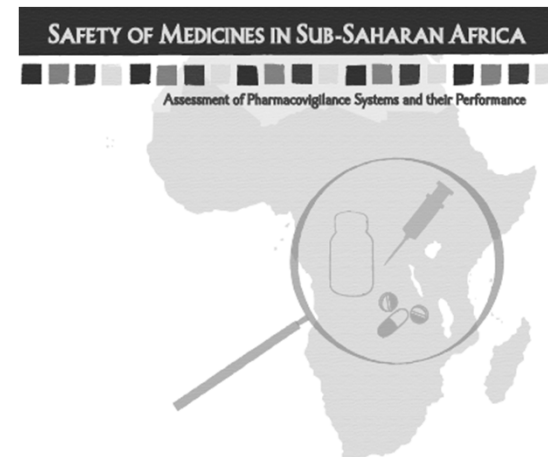 SAFETY OF MEDICINES IN SUB-SAHARAN AFRICA
Assessment of Pharmacovigilance Systems and their Performance